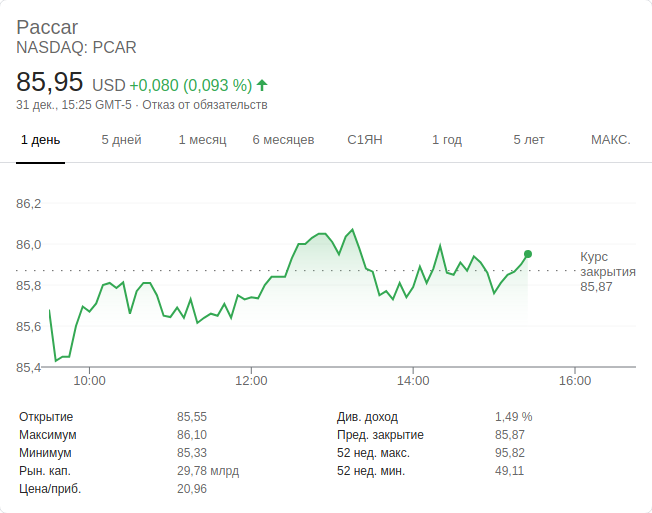 Paccar
NASDAQ: PCAR
85,95 USD +0,080 (0,093 %)
31 дек., 15:25 GMT-5 · Отказ от обязательств
1 день 5 дней 1 месяц 6 месяцев С1ЯН 1 год 5 лет МАКС.
86,2
86,0
85,8
85,6
85,4
Курс
закрытия
85,87
10:00 12:00 14:00 16:00
Открытие 85,55 Див. доход 1,49 %
Максимум 86,10 Пред. закрытие 85,87
Минимум 85,33 52 нед. макс. 95,82
Рын. кап. 29,78 млрд 52 нед. мин. 49,11
Цена/приб. 20,96